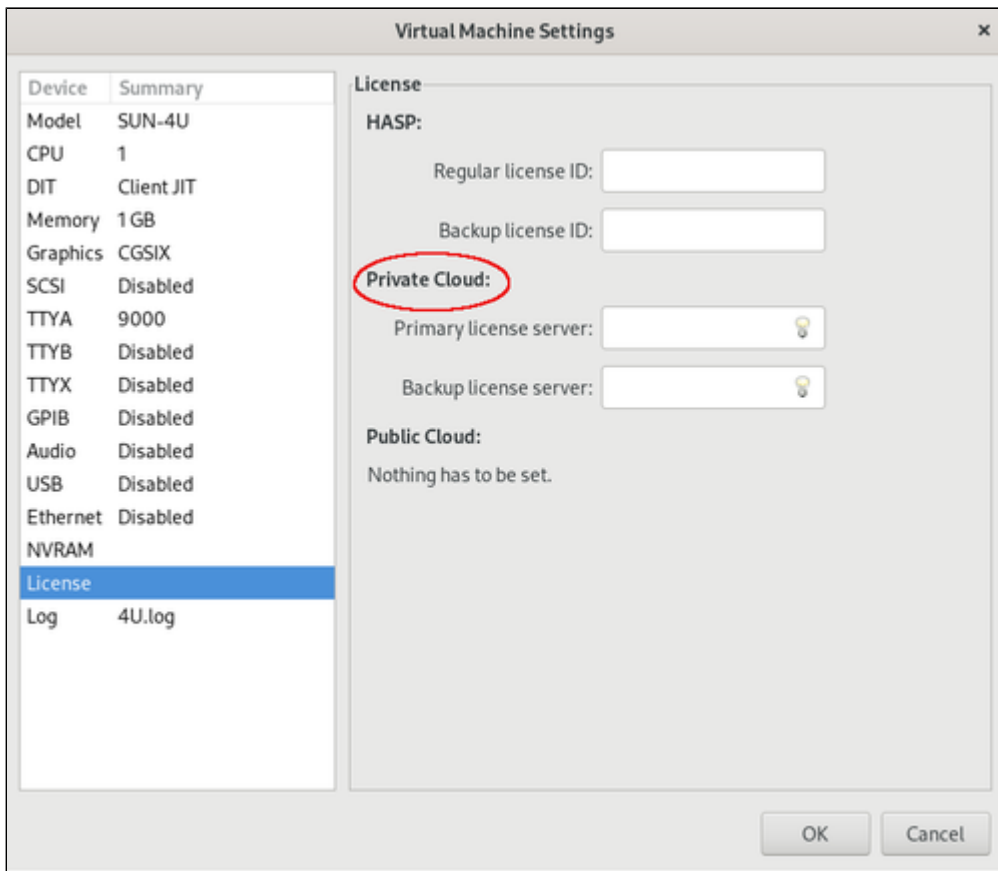 Virtual Machine Settings ×
Device Summary
Model SUN-4U
CPU 1
DIT Client JIT
Memory 1 GB
Graphics CGSIX
SCSI Disabled
TTYA 9000
TTYB Disabled
TTYX Disabled
GPIB Disabled
Audio Disabled
USB Disabled
Ethernet Disabled
NVRAM
License
Log 4U.log
License
HASP:
Regular license ID:
Backup license ID:
Private Cloud:
Primary license server:
Backup license server:
Public Cloud:
Nothing has to be set.
OK Cancel